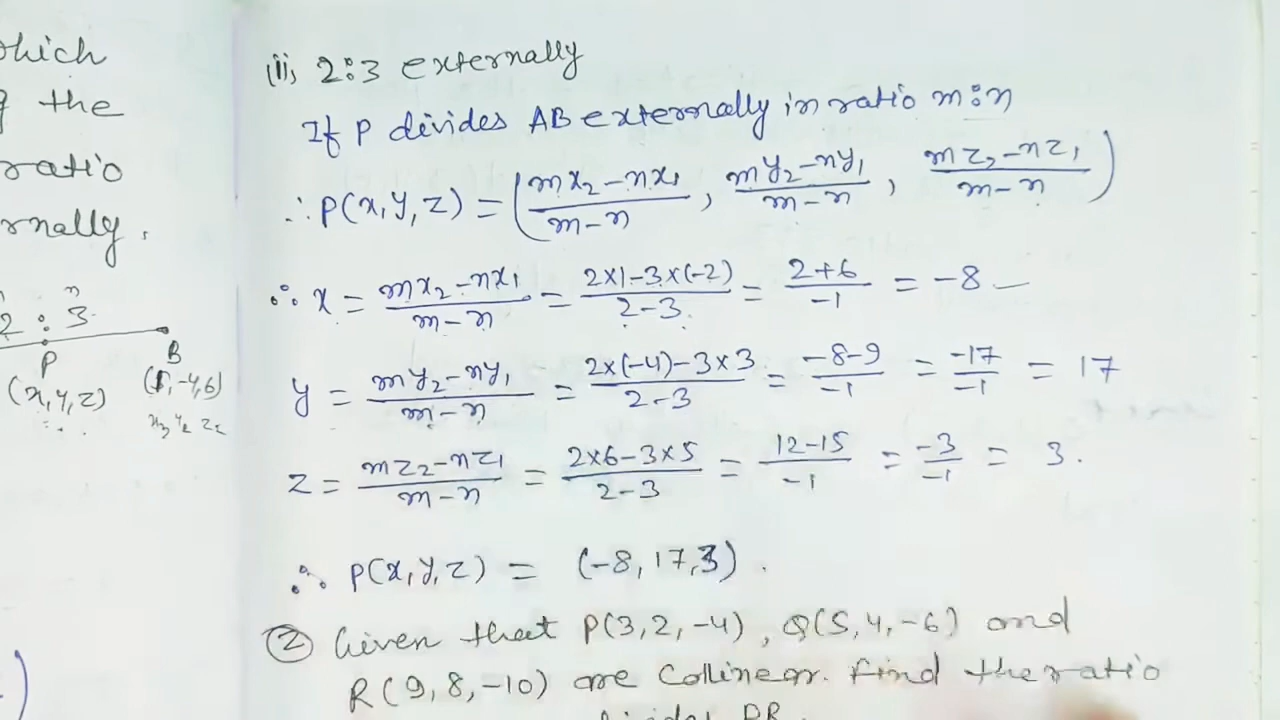 which
the
ratio
rnally.
n
2 : 3
P
B
(x,y,z)
(1,-4,6)
(ii) 2:3 externally
If P divides AB externally in ratio m:n
∴ P(x,y,z) = (mx₂-nx₁/m-n, my₂-ny₁/m-n, mz₂-nz₁/m-n)
∴ x = mx₂-nx₁/m-n = 2×1-3×(-2)/2-3 = 2+6/-1 = -8
y = my₂-ny₁/m-n = 2×(-4)-3×3/2-3 = -8-9/-1 = -17/-1 = 17
z = mz₂-nz₁/m-n = 2×6-3×5/2-3 = 12-15/-1 = -3/-1 = 3.
∴ P(x,y,z) = (-8,17,3).
② Given that P(3,2,-4), Q(5,4,-6) and
R(9,8,-10) are collinear. find the ratio
divides PR